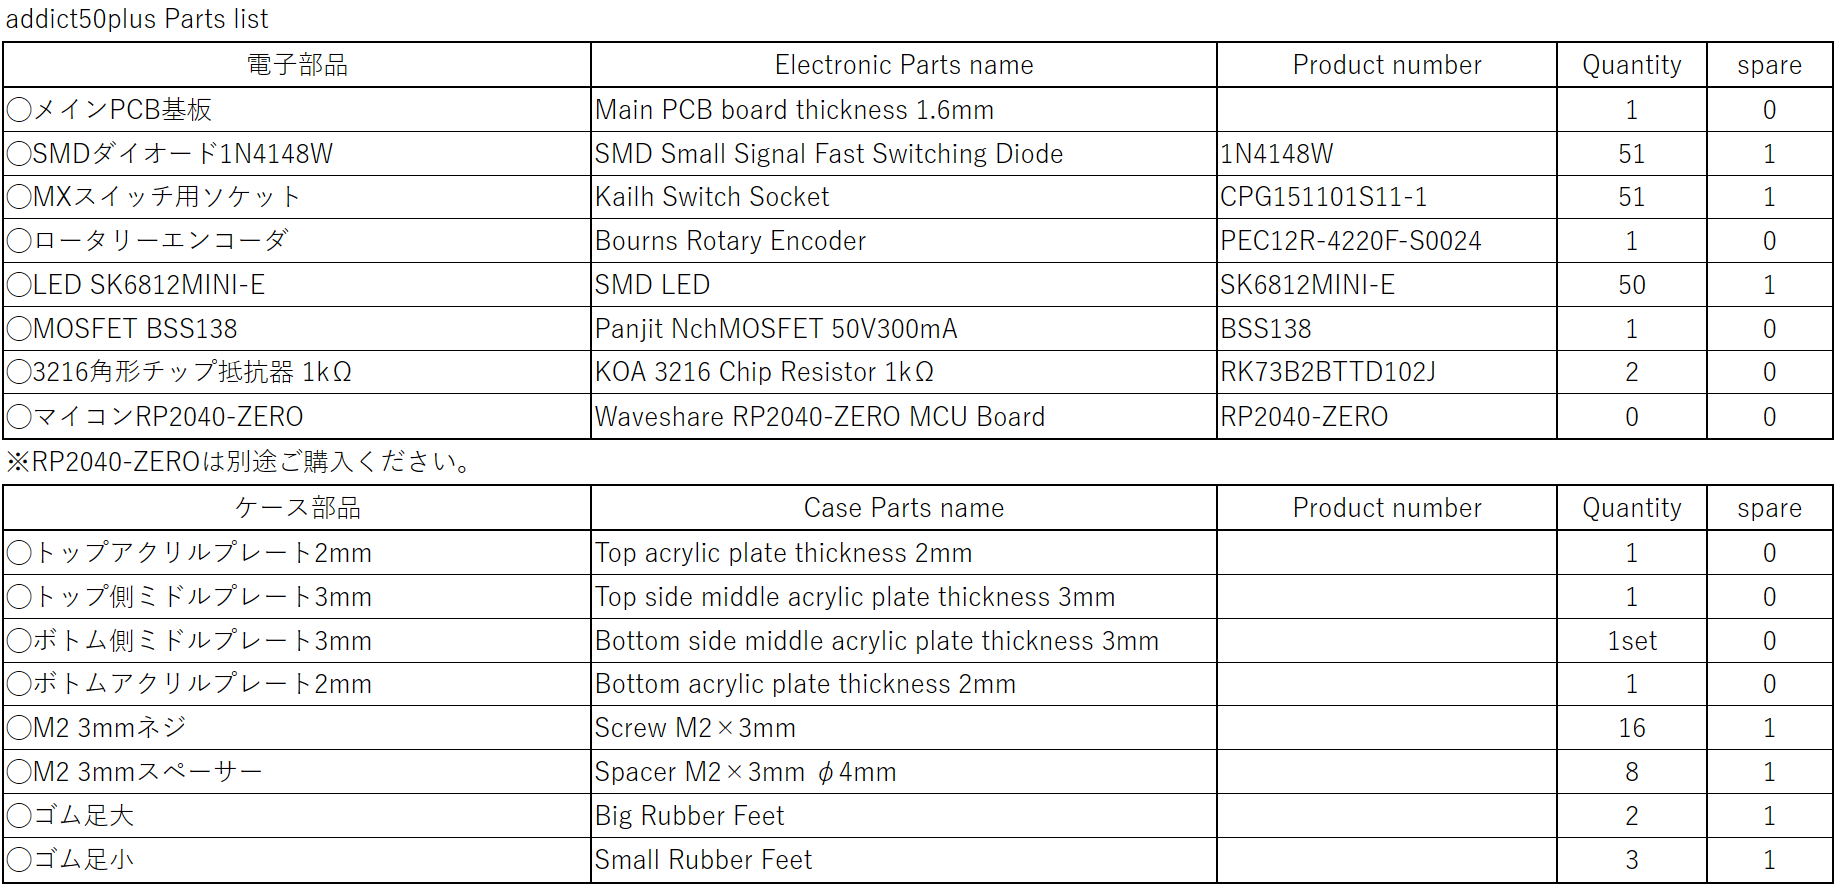 addict50plus Parts list
電子部品 Electronic Parts name Product number Quantity spare
◯メインPCB基板 Main PCB board thickness 1.6mm 1 0
◯SMDダイオード1N4148W SMD Small Signal Fast Switching Diode 1N4148W 51 1
◯MXスイッチ用ソケット Kailh Switch Socket CPG151101S11-1 51 1
◯ロータリーエンコーダ Bourns Rotary Encoder PEC12R-4220F-S0024 1 0
◯LED SK6812MINI-E SMD LED SK6812MINI-E 50 1
◯MOSFET BSS138 Panjit NchMOSFET 50V300mA BSS138 1 0
◯3216角形チップ抵抗器 1kΩ KOA 3216 Chip Resistor 1kΩ RK73B2BTTD102J 2 0
◯マイコンRP2040-ZERO Waveshare RP2040-ZERO MCU Board RP2040-ZERO 0 0
※RP2040-ZEROは別途ご購入ください。
ケース部品 Case Parts name Product number Quantity spare
◯トップアクリルプレート2mm Top acrylic plate thickness 2mm 1 0
◯トップ側ミドルプレート3mm Top side middle acrylic plate thickness 3mm 1 0
◯ボトム側ミドルプレート3mm Bottom side middle acrylic plate thickness 3mm 1set 0
◯ボトムアクリルプレート2mm Bottom acrylic plate thickness 2mm 1 0
◯M2 3mmネジ Screw M2×3mm 16 1
◯M2 3mmスペーサー Spacer M2×3mm φ4mm 8 1
◯ゴム足大 Big Rubber Feet 2 1
◯ゴム足小 Small Rubber Feet 3 1